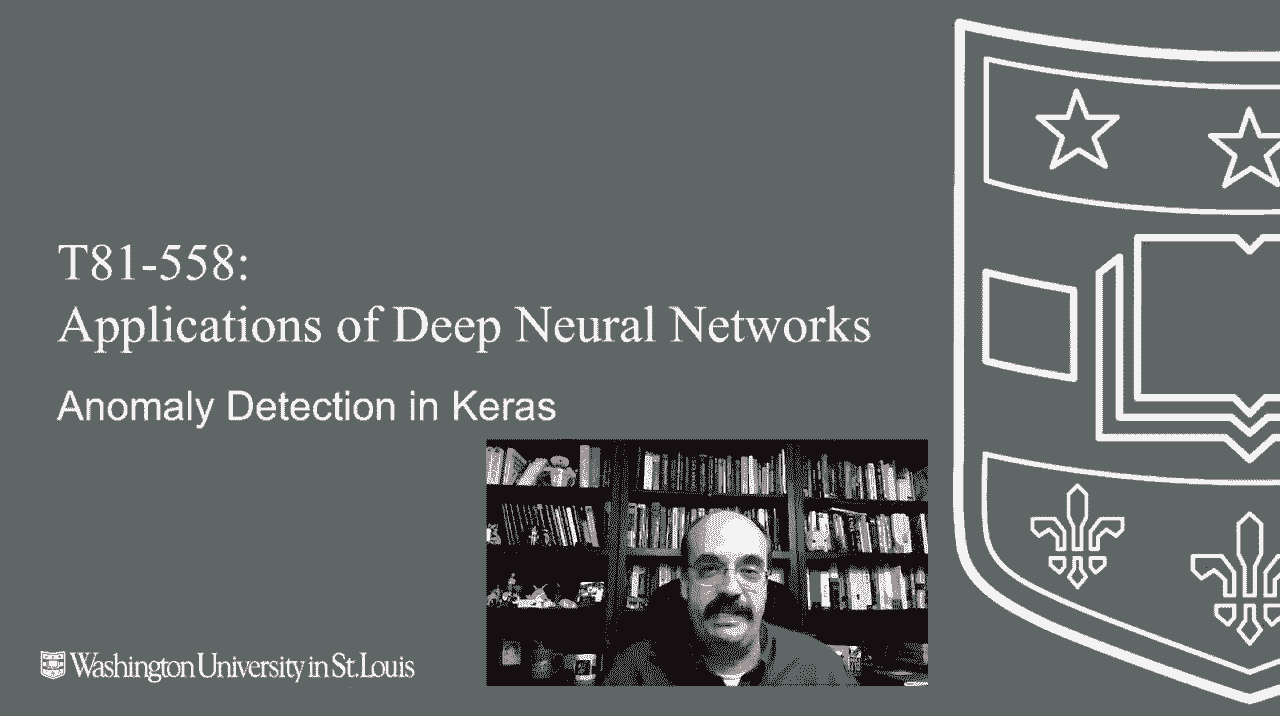 T81-558:
Applications of Deep Neural Networks
Anomaly Detection in Keras
Washington University in St.Louis